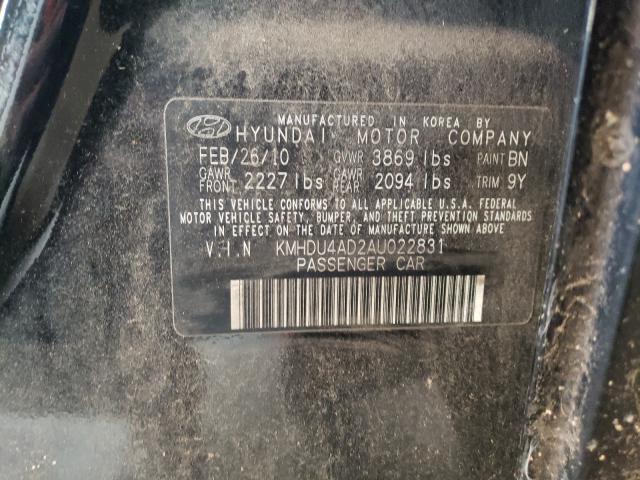 MANUFACTURED IN KOREA BY
HYUNDAI MOTOR COMPANY
FEB/26/10 GVWR 3869 lbs PAINT BN
GAWR FRONT 2227 lbs GAWR REAR 2094 lbs TRIM 9Y
THIS VEHICLE CONFORMS TO ALL APPLICABLE U.S.A. FEDERAL
MOTOR VEHICLE SAFETY, BUMPER, AND THEFT PREVENTION STANDARDS
IN EFFECT ON THE DATE OF MANUFACTURE SHOWN ABOVE
V.I.N KMHDU4AD2AU022831
PASSENGER CAR